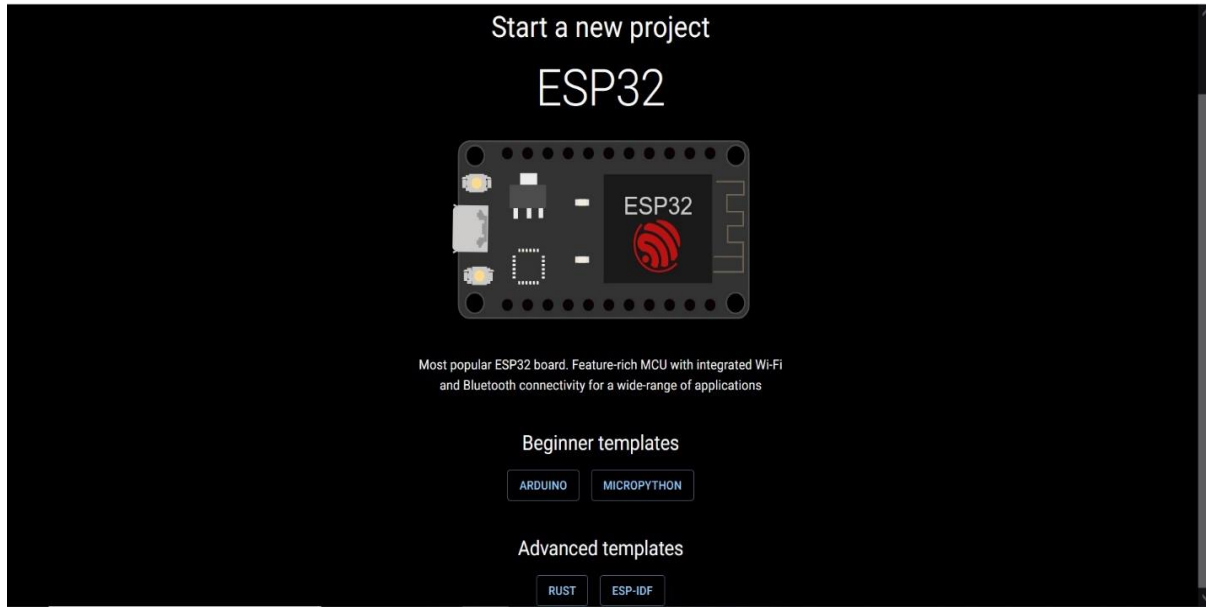 Start a new project
ESP32
ESP32
Most popular ESP32 board. Feature-rich MCU with integrated Wi-Fi
and Bluetooth connectivity for a wide-range of applications
Beginner templates
ARDUINO MICROPYTHON
Advanced templates
RUST ESP-IDF